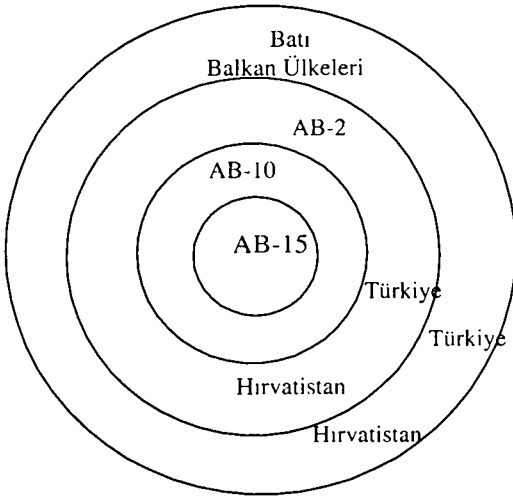 Batı
Balkan Ülkeleri
AB-2
AB-10
AB-15
Türkiye
Türkiye
Hırvatistan
Hırvatistan